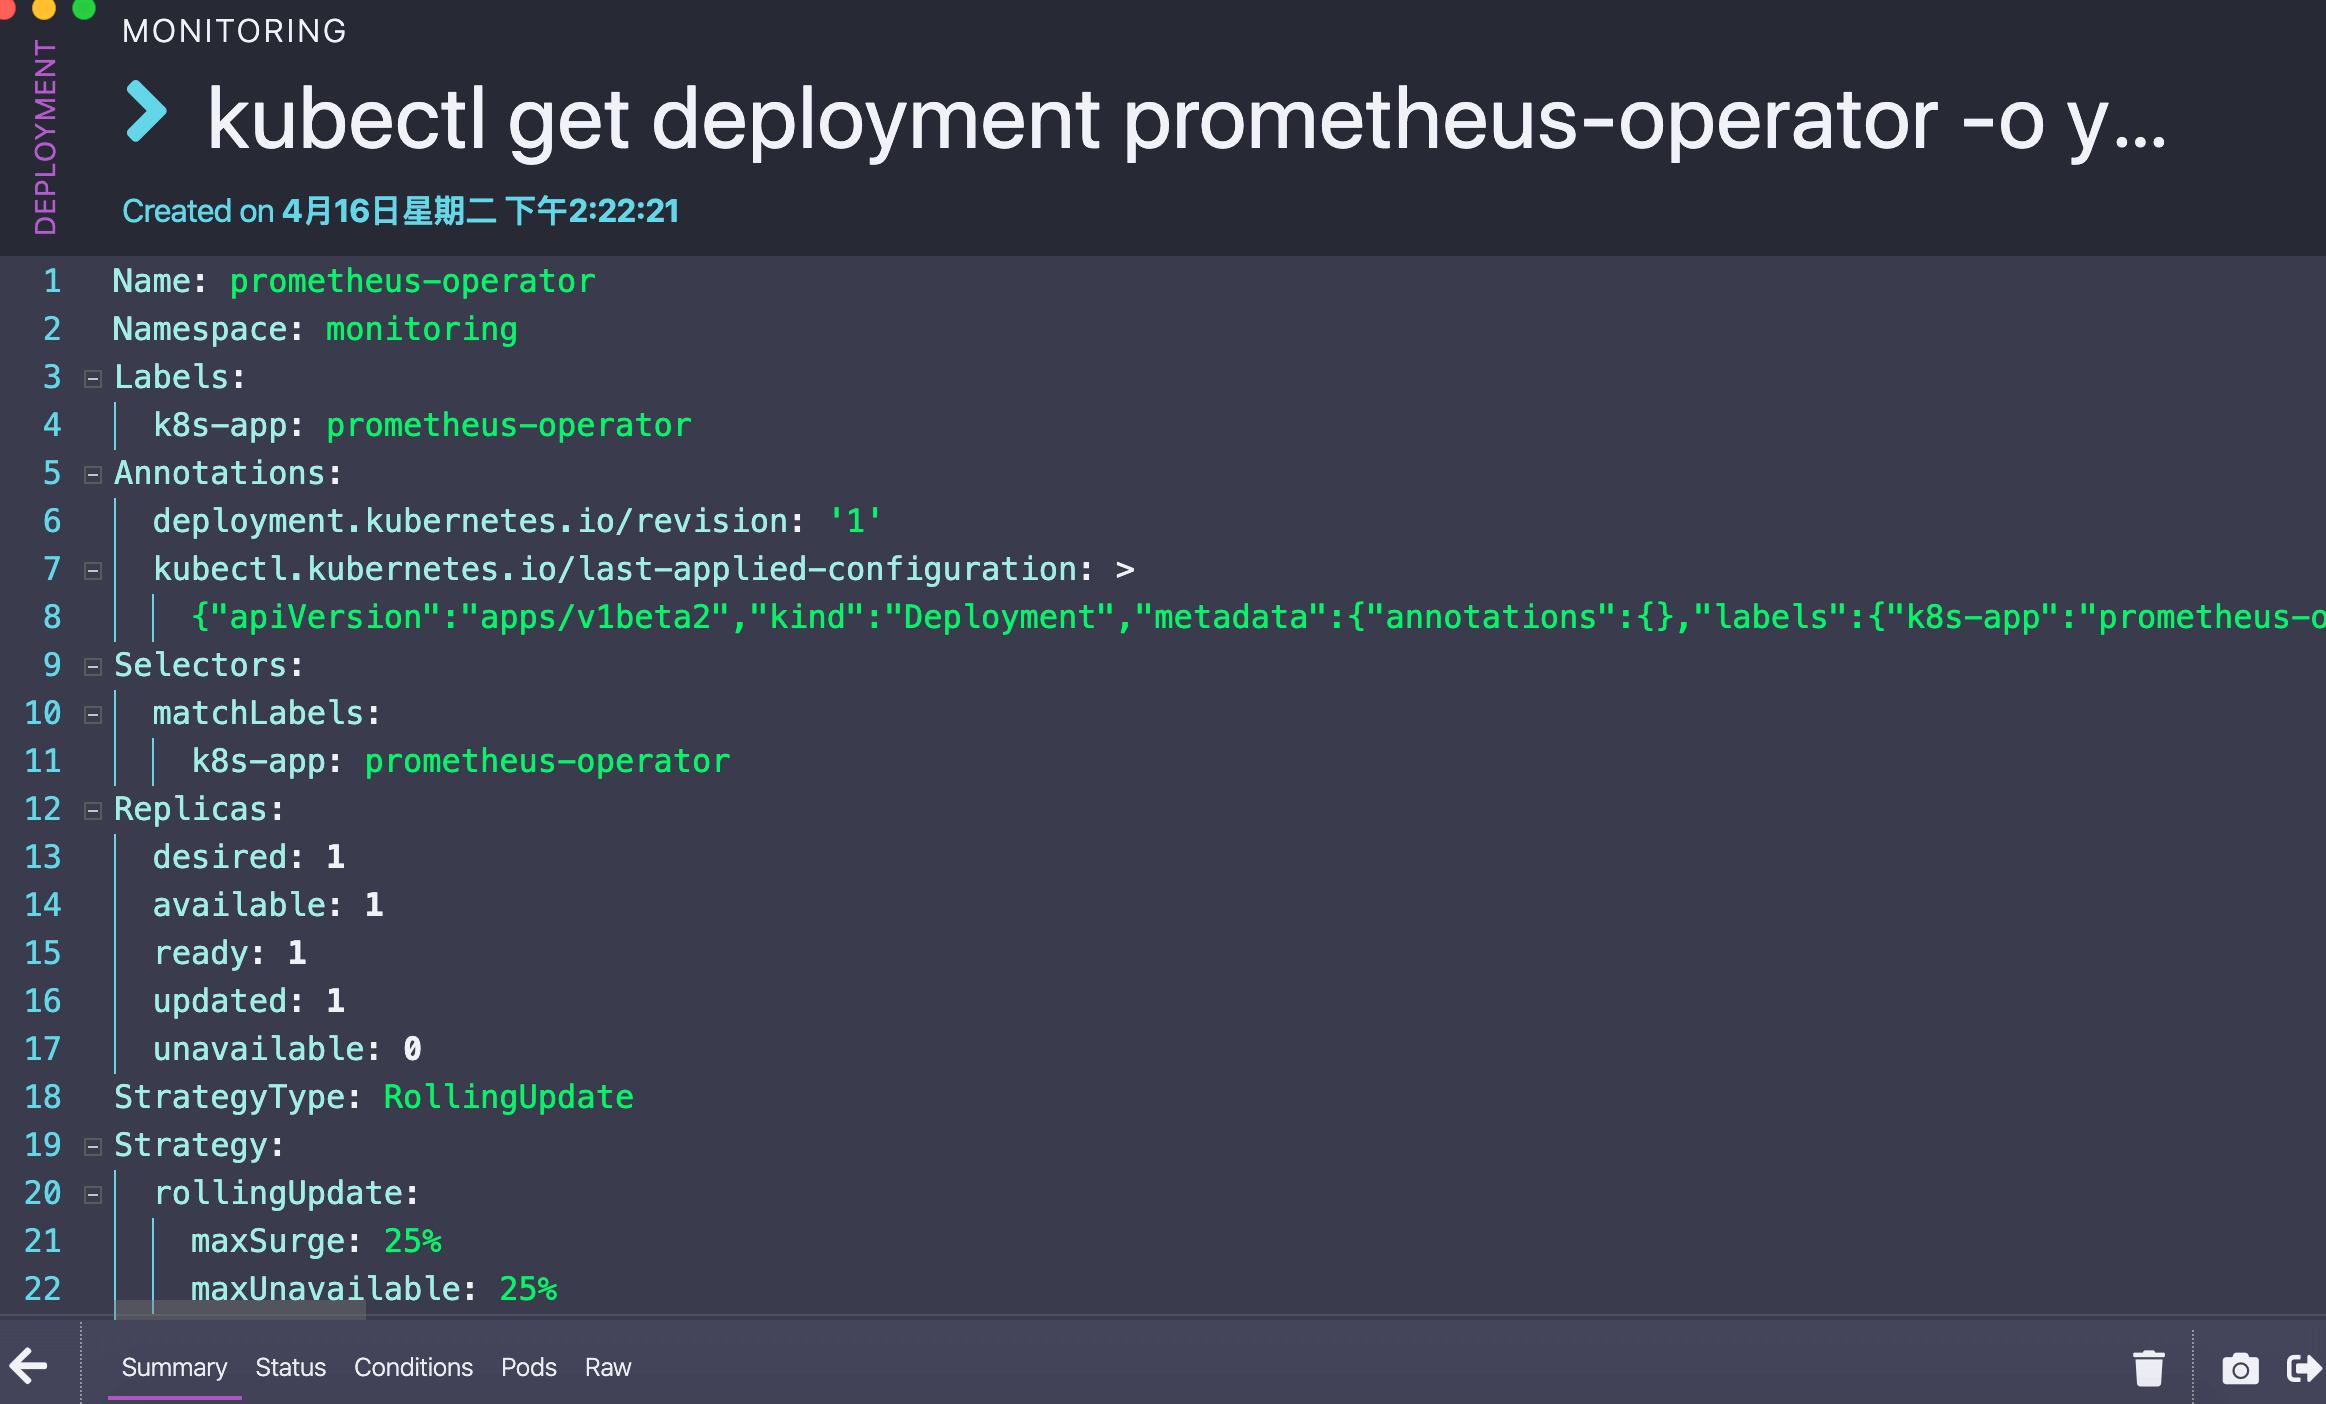 MONITORING
DEPLOYMENT
kubectl get deployment prometheus-operator -o y...
Created on 4月16日星期二 下午2:22:21
1 Name: prometheus-operator
2 Namespace: monitoring
3 Labels:
4 k8s-app: prometheus-operator
5 Annotations:
6 deployment.kubernetes.io/revision: '1'
7 kubectl.kubernetes.io/last-applied-configuration: >
8 {"apiVersion":"apps/v1beta2","kind":"Deployment","metadata":{"annotations":{},"labels":{"k8s-app":"prometheus-o
9 Selectors:
10 matchLabels:
11 k8s-app: prometheus-operator
12 Replicas:
13 desired: 1
14 available: 1
15 ready: 1
16 updated: 1
17 unavailable: 0
18 StrategyType: RollingUpdate
19 Strategy:
20 rollingUpdate:
21 maxSurge: 25%
22 maxUnavailable: 25%
Summary Status Conditions Pods Raw